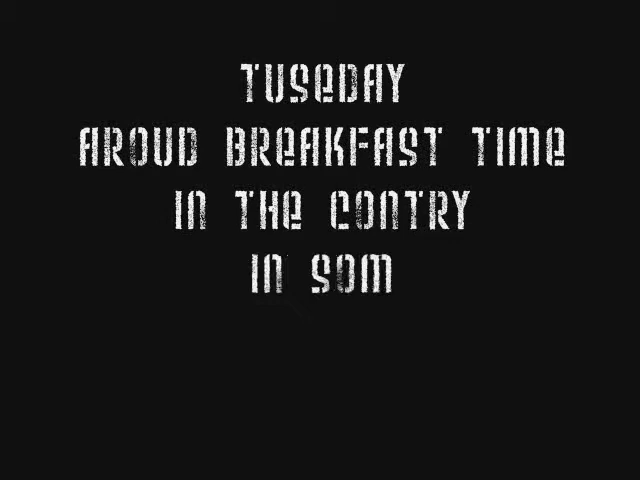 TUSEDAY
AROUD BREAKFAST TIME
IN THE CONTRY
IN SOM